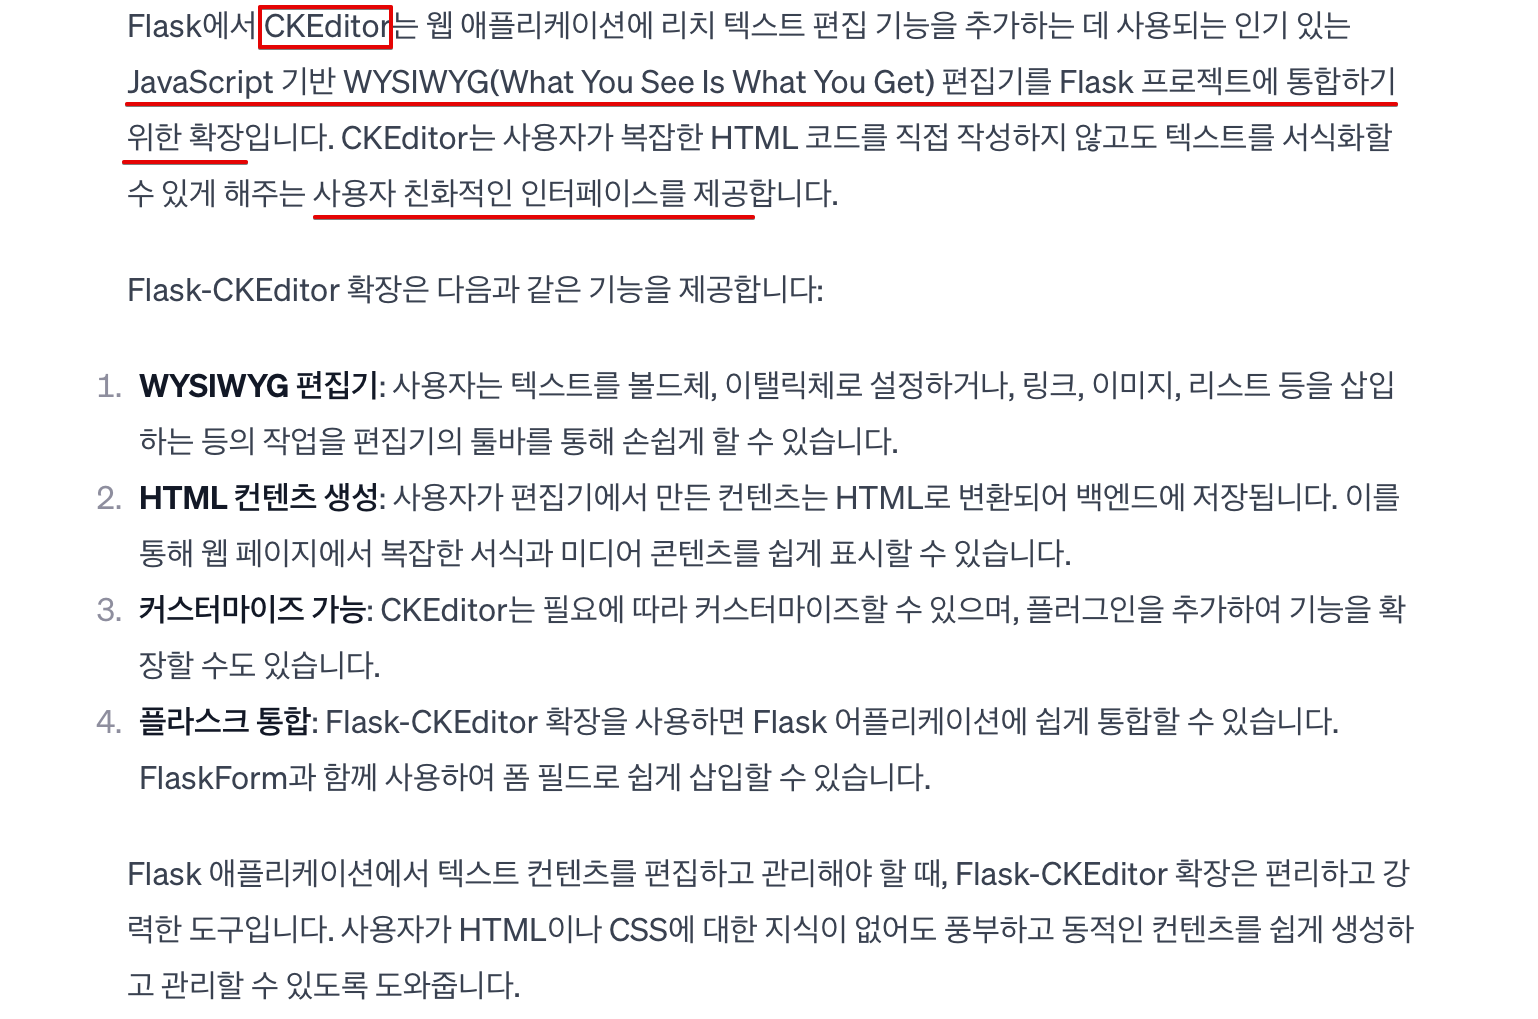 Flask에서 CKEditor는 웹 애플리케이션에 리치 텍스트 편집 기능을 추가하는 데 사용되는 인기 있는
JavaScript 기반 WYSIWYG(What You See Is What You Get) 편집기를 Flask 프로젝트에 통합하기
위한 확장입니다. CKEditor는 사용자가 복잡한 HTML 코드를 직접 작성하지 않고도 텍스트를 서식화할
수 있게 해주는 사용자 친화적인 인터페이스를 제공합니다.
Flask-CKEditor 확장은 다음과 같은 기능을 제공합니다:
1. WYSIWYG 편집기: 사용자는 텍스트를 볼드체, 이탤릭체로 설정하거나, 링크, 이미지, 리스트 등을 삽입
하는 등의 작업을 편집기의 툴바를 통해 손쉽게 할 수 있습니다.
2. HTML 컨텐츠 생성: 사용자가 편집기에서 만든 컨텐츠는 HTML로 변환되어 백엔드에 저장됩니다. 이를
통해 웹 페이지에서 복잡한 서식과 미디어 콘텐츠를 쉽게 표시할 수 있습니다.
3. 커스터마이즈 가능: CKEditor는 필요에 따라 커스터마이즈할 수 있으며, 플러그인을 추가하여 기능을 확
장할 수도 있습니다.
4. 플라스크 통합: Flask-CKEditor 확장을 사용하면 Flask 어플리케이션에 쉽게 통합할 수 있습니다.
FlaskForm과 함께 사용하여 폼 필드로 쉽게 삽입할 수 있습니다.
Flask 애플리케이션에서 텍스트 컨텐츠를 편집하고 관리해야 할 때, Flask-CKEditor 확장은 편리하고 강
력한 도구입니다. 사용자가 HTML이나 CSS에 대한 지식이 없어도 풍부하고 동적인 컨텐츠를 쉽게 생성하
고 관리할 수 있도록 도와줍니다.